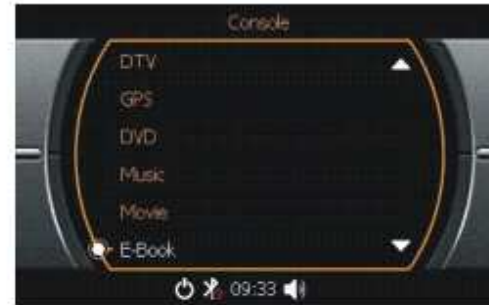 Console
DTV
GPS
DVD
Music
Movie
E-Book
09:33